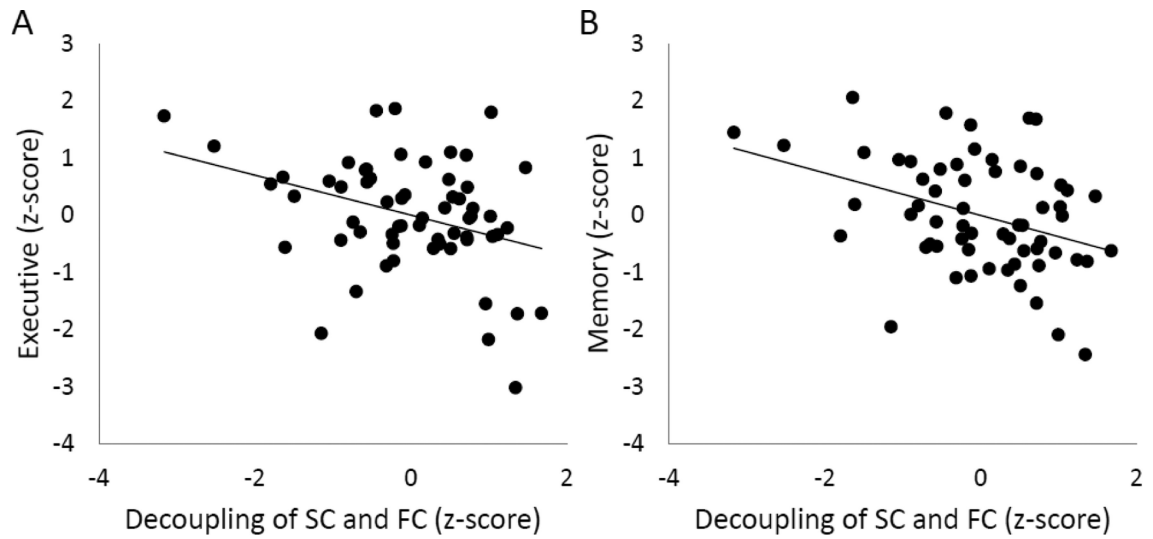 A
3
2
1
0
-1
-2
-3
-4
Executive (z-score)
-4 -2 0 2
Decoupling of SC and FC (z-score)
B
3
2
1
0
-1
-2
-3
-4
Memory (z-score)
-4 -2 0 2
Decoupling of SC and FC (z-score)